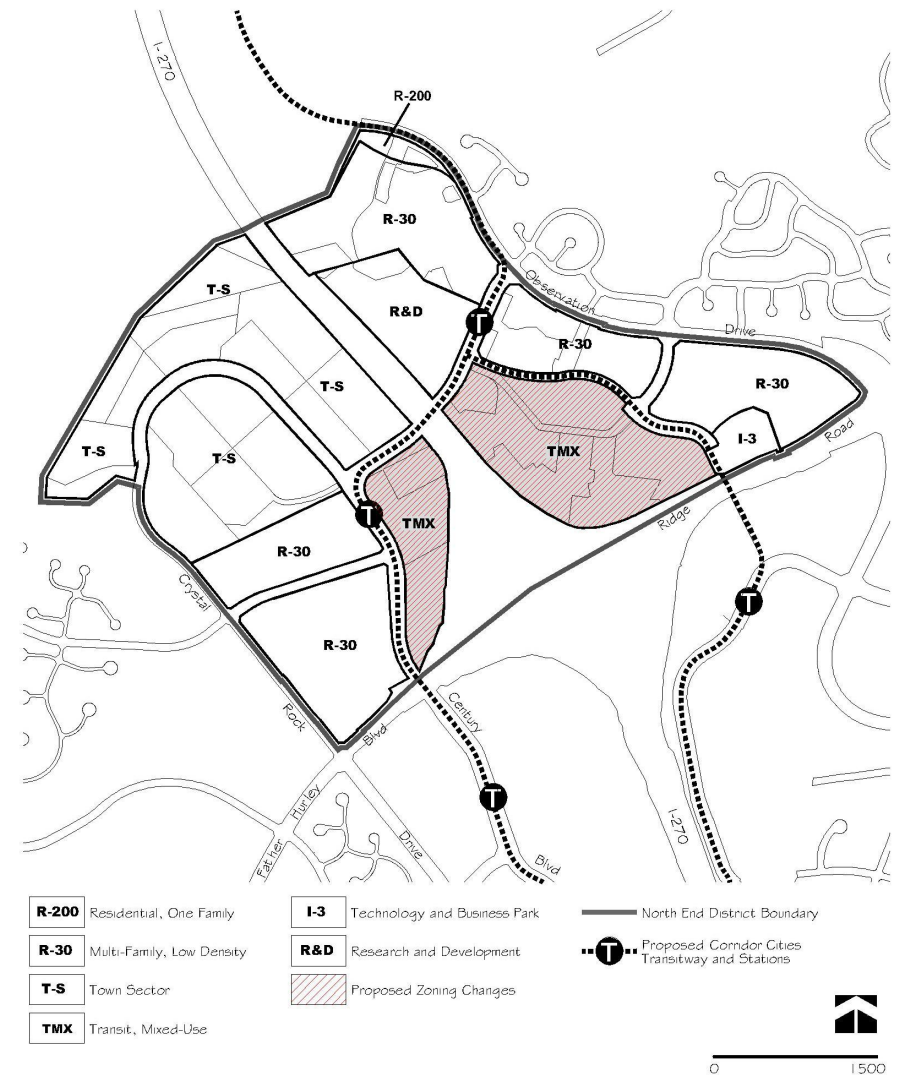 I-270
R-200
R-30
Observation
T-S
R&D
T
Drive
R-30
T-S
R-30
Road
I-3
T-S
T-S
TMX
T
TMX
Ridge
R-30
Crystal
T
R-30
Rock
Century
Blvd
T
Hurley
I-270
Father
Drive
Blvd
R-200 Residential, One Family
I-3 Technology and Business Park
North End District Boundary
R-30 Multi-Family, Low Density
R&D Research and Development
T Proposed Corridor Cities
Transitway and Stations
T-S Town Sector
Proposed Zoning Changes
TMX Transit, Mixed-Use
0 1500